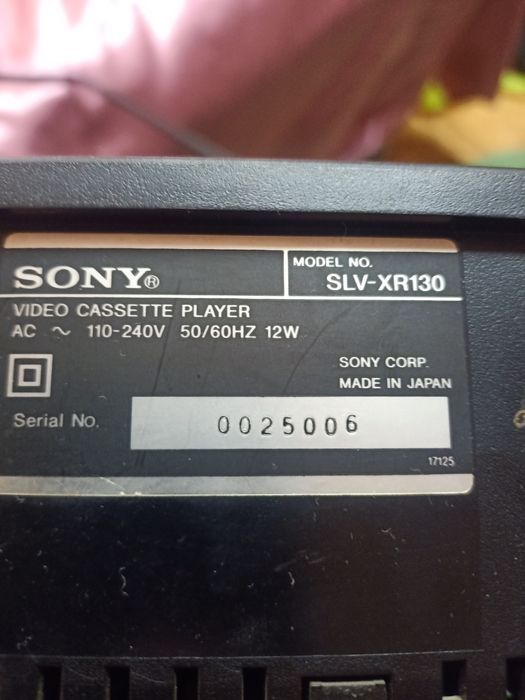 SONY®
MODEL NO.
SLV-XR130
VIDEO CASSETTE PLAYER
AC ~ 110-240V 50/60HZ 12W
SONY CORP.
MADE IN JAPAN
Serial No. 0025006
17125